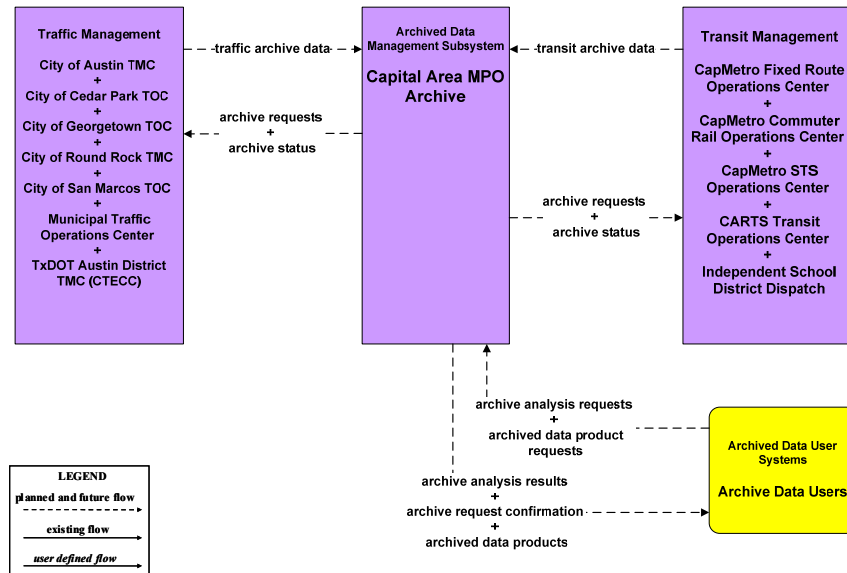 Traffic Management
City of Austin TMC
+
City of Cedar Park TOC
+
City of Georgetown TOC
+
City of Round Rock TMC
+
City of San Marcos TOC
+
Municipal Traffic
Operations Center
+
TxDOT Austin District
TMC (CTECC)
traffic archive data
archive requests
+
archive status
Archived Data
Management Subsystem
Capital Area MPO
Archive
transit archive data
archive requests
+
archive status
Transit Management
CapMetro Fixed Route
Operations Center
+
CapMetro Commuter
Rail Operations Center
+
CapMetro STS
Operations Center
+
CARTS Transit
Operations Center
+
Independent School
District Dispatch
archive analysis requests
+
archived data product
requests
archive analysis results
+
archive request confirmation
+
archived data products
Archived Data User
Systems
Archive Data Users
LEGEND
planned and future flow
existing flow
user defined flow